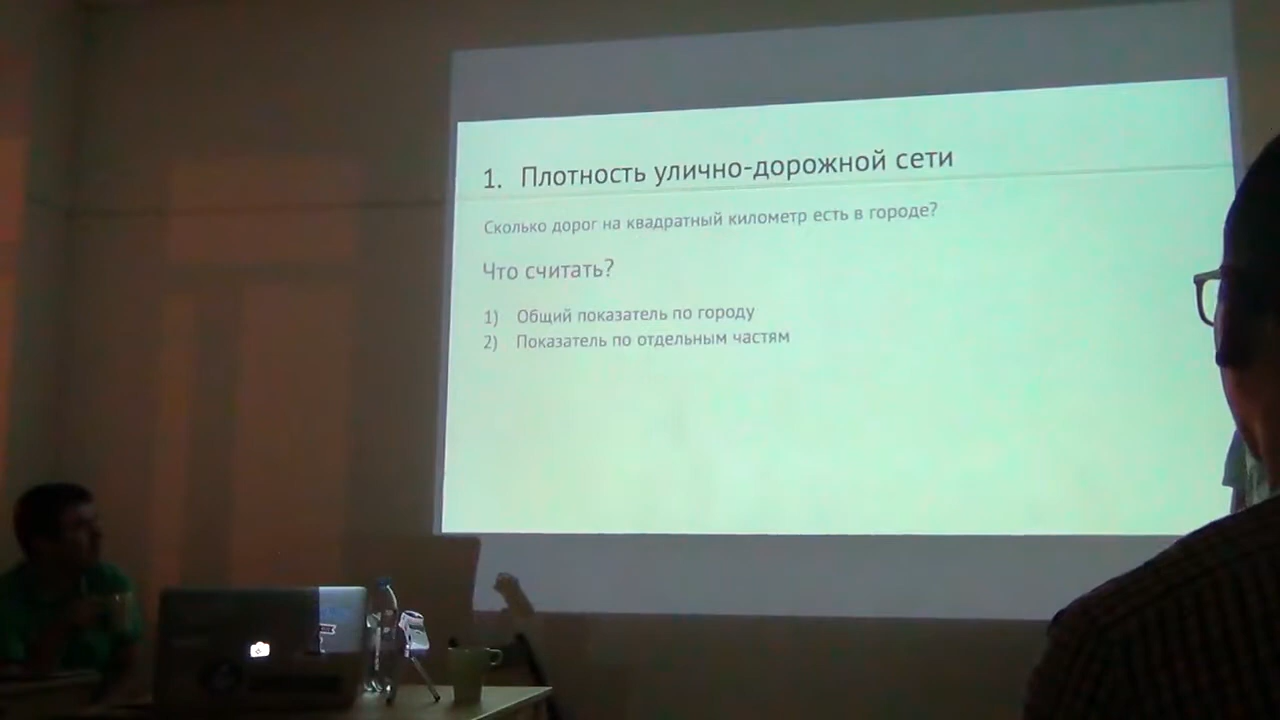 1. Плотность улично-дорожной сети
Сколько дорог на квадратный километр есть в городе?
Что считать?
1) Общий показатель по городу
2) Показатель по отдельным частям